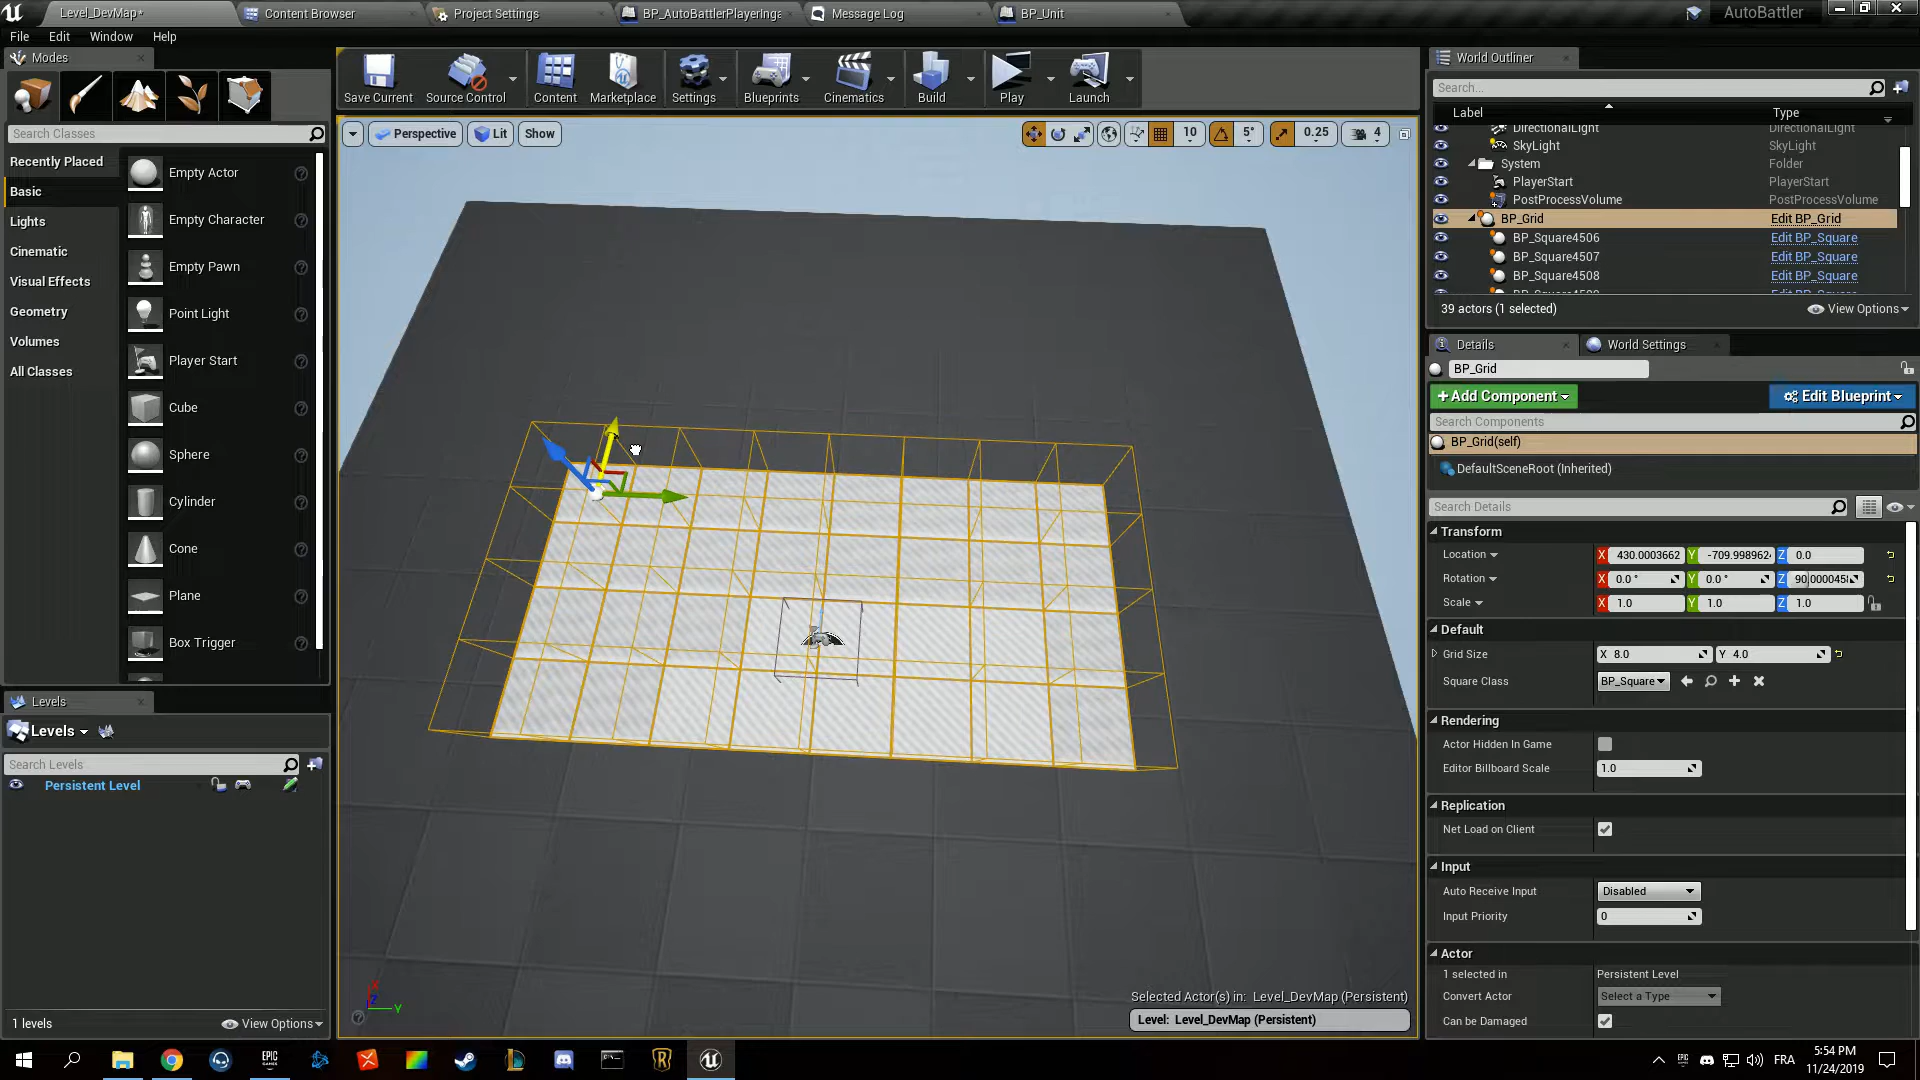 Level_DevMap*
Content Browser
Project Settings
BP_AutoBattlerPlayerInga
Message Log
BP_Unit
AutoBattler
File Edit Window Help
Modes
Save Current
Source Control
Content
Marketplace
Settings
Blueprints
Cinematics
Build
Play
Launch
World Outliner
Search...
Label
Type
DirectionalLight DirectionalLight
SkyLight SkyLight
System Folder
PlayerStart PlayerStart
PostProcessVolume PostProcessVolume
BP_Grid Edit BP_Grid
BP_Square4506 Edit BP_Square
BP_Square4507 Edit BP_Square
BP_Square4508 Edit BP_Square
39 actors (1 selected)
View Options
Search Classes
Recently Placed
Basic
Lights
Cinematic
Visual Effects
Geometry
Volumes
All Classes
Empty Actor
Empty Character
Empty Pawn
Point Light
Player Start
Cube
Sphere
Cylinder
Cone
Plane
Box Trigger
Perspective
Lit
Show
10
5°
0.25
4
Details
World Settings
BP_Grid
+Add Component
Edit Blueprint
Search Components
BP_Grid(self)
DefaultSceneRoot (Inherited)
Search Details
Transform
Location X 430.0003662 Y -709.998962 Z 0.0
Rotation X 0.0 ° Y 0.0 ° Z 90.000045
Scale X 1.0 Y 1.0 Z 1.0
Default
Grid Size X 8.0 Y 4.0
Square Class BP_Square
Rendering
Actor Hidden In Game
Editor Billboard Scale 1.0
Replication
Net Load on Client
Input
Auto Receive Input Disabled
Input Priority 0
Actor
1 selected in Persistent Level
Convert Actor Select a Type
Can be Damaged
Levels
Levels
Search Levels
Persistent Level
1 levels
View Options
X
Z
Y
Selected Actor(s) in: Level_DevMap (Persistent)
Level: Level_DevMap (Persistent)
EPIC
GAMES
FRA
5:54 PM
11/24/2019